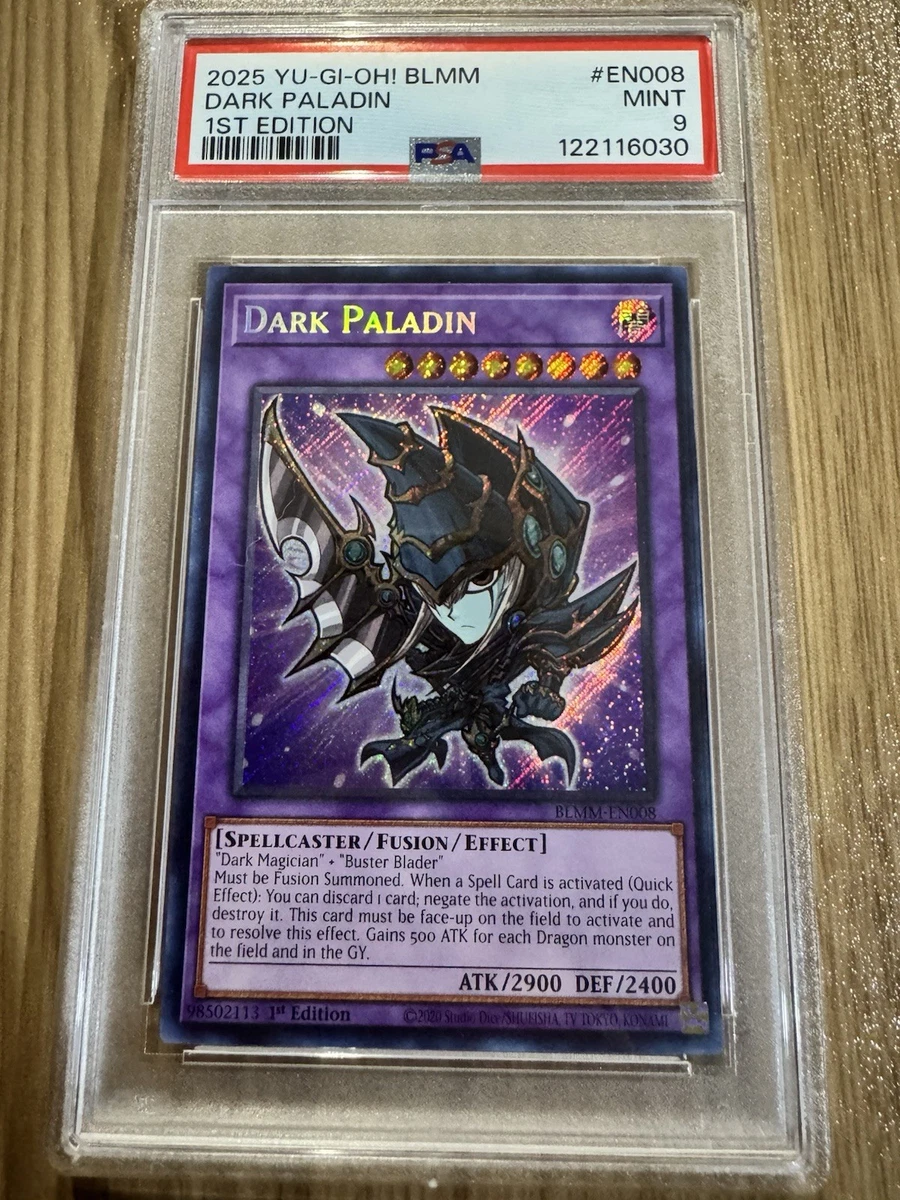 2025 YU-GI-OH! BLMM #EN008
DARK PALADIN MINT
1ST EDITION 9
PSA 122116030
DARK PALADIN
BLMM-EN008
[SPELLCASTER/FUSION/EFFECT]
"Dark Magician" + "Buster Blader"
Must be Fusion Summoned. When a Spell Card is activated (Quick
Effect): You can discard 1 card; negate the activation, and if you do,
destroy it. This card must be face-up on the field to activate and
to resolve this effect. Gains 500 ATK for each Dragon monster on
the field and in the GY.
ATK/2900 DEF/2400
98502113 1st Edition ©2020 Studio Dice/SHUEISHA, TV TOKYO, KONAMI